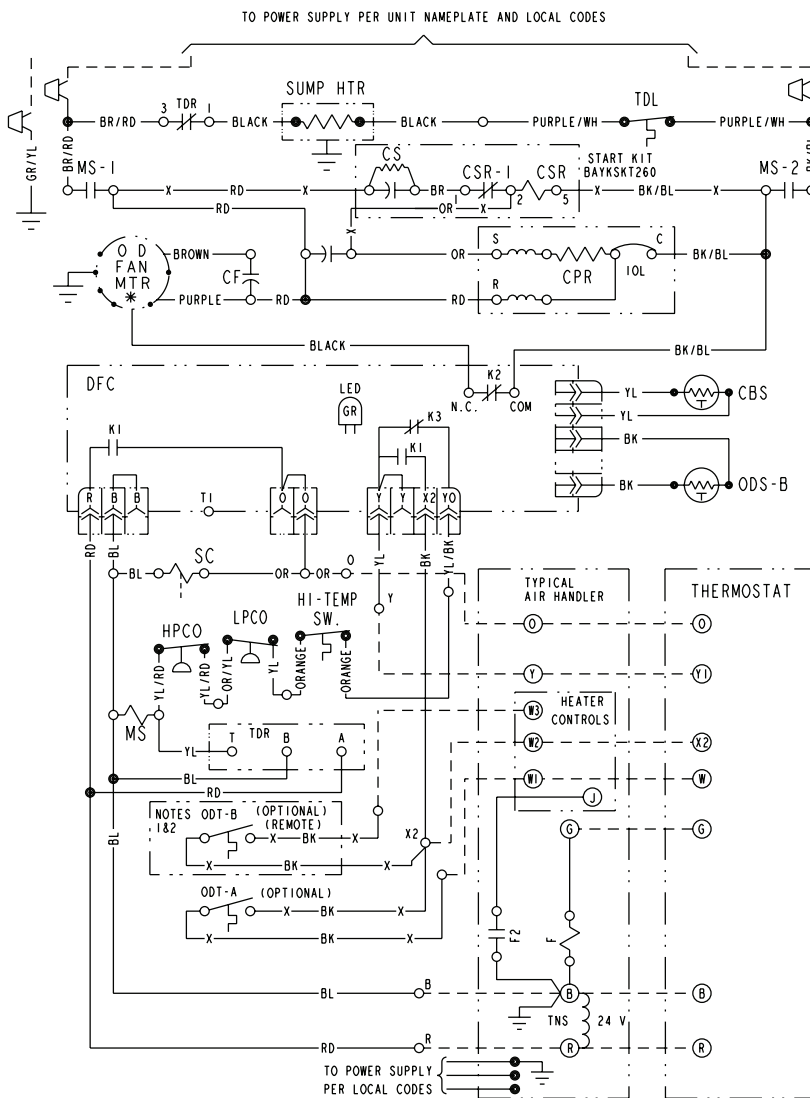 TO POWER SUPPLY PER UNIT NAMEPLATE AND LOCAL CODES
SUMP HTR
TDL
3 TDR 1
BR/RD
BLACK
BLACK
PURPLE/WH
PURPLE/WH
GR/YL
BR/RD
BK/BL
MS-1
CS
CSR-1
CSR
START KIT
BAYKSKT260
MS-2
X RD X
BR
1
2
5
X BK/BL X
OR X
RD
X
O D
FAN
MTR
*
BROWN
CF
PURPLE
RD
OR
S
CPR
IOL
C
BK/BL
RD
R
BLACK
BK/BL
DFC
LED
GR
K2
N.C.
COM
YL
CBS
YL
BK
BK
ODS-B
K1
K3
K1
R
B
B
T1
O
O
Y
Y
X2
YO
RD
BL
YL
BK
YL/BK
BL
SC
OR
OR
O
Y
HPCO
LPCO
HI-TEMP
SW.
YL/RD
YL/RD
OR/YL
YL
ORANGE
ORANGE
MS
YL
TDR
T
B
A
BL
RD
BL
NOTES
1&2
ODT-B
(OPTIONAL)
(REMOTE)
X BK X
X BK X
X2
ODT-A
(OPTIONAL)
X BK
X BK X
TYPICAL
AIR HANDLER
THERMOSTAT
O
O
Y
Y1
HEATER
CONTROLS
W3
W2
X2
W1
W
J
G
G
F2
F
BL
B
B
B
TNS
24 V
RD
R
R
R
TO POWER SUPPLY
PER LOCAL CODES